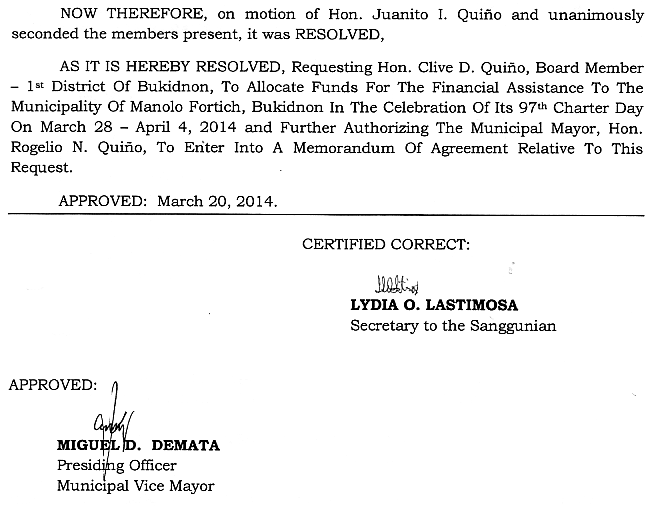 NOW THEREFORE, on motion of Hon. Juanito I. Quiño and unanimously
seconded the members present, it was RESOLVED,
AS IT IS HEREBY RESOLVED, Requesting Hon. Clive D. Quiño, Board Member
– 1st District Of Bukidnon, To Allocate Funds For The Financial Assistance To The
Municipality Of Manolo Fortich, Bukidnon In The Celebration Of Its 97th Charter Day
On March 28 – April 4, 2014 and Further Authorizing The Municipal Mayor, Hon.
Rogelio N. Quiño, To Enter Into A Memorandum Of Agreement Relative To This
Request.
APPROVED: March 20, 2014.
CERTIFIED CORRECT:
LYDIA O. LASTIMOSA
Secretary to the Sanggunian
APPROVED:
MIGUEL D. DEMATA
Presiding Officer
Municipal Vice Mayor